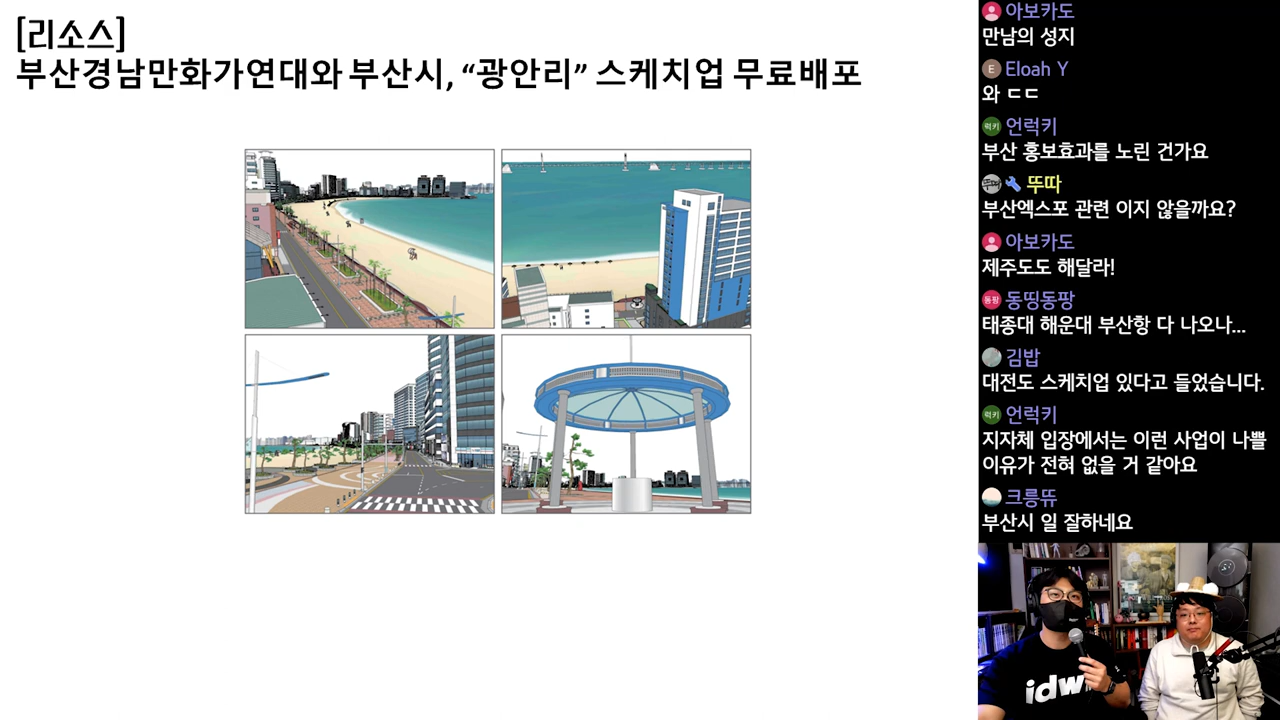 [리소스]
부산경남만화가연대와 부산시, “광안리” 스케치업 무료배포
아보카도
만남의 성지
E Eloah Y
와 ㄷㄷ
럭키 언럭키
부산 홍보효과를 노린 건가요
뚜따
부산엑스포 관련 이지 않을까요?
아보카도
제주도도 해달라!
동팡 동띵동팡
태종대 해운대 부산항 다 나오나...
김밥
대전도 스케치업 있다고 들었습니다.
럭키 언럭키
지자체 입장에서는 이런 사업이 나쁠
이유가 전혀 없을 거 같아요
크릉뜌
부산시 일 잘하네요
idw